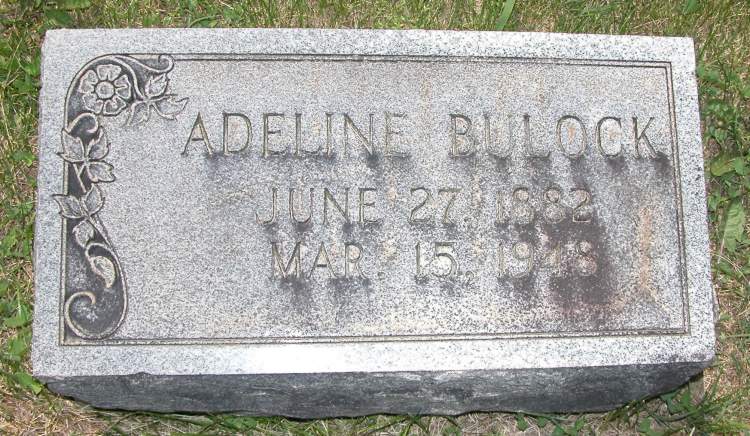 ADELINE BULOCK
JUNE 27, 1882
MAR. 15, 1948